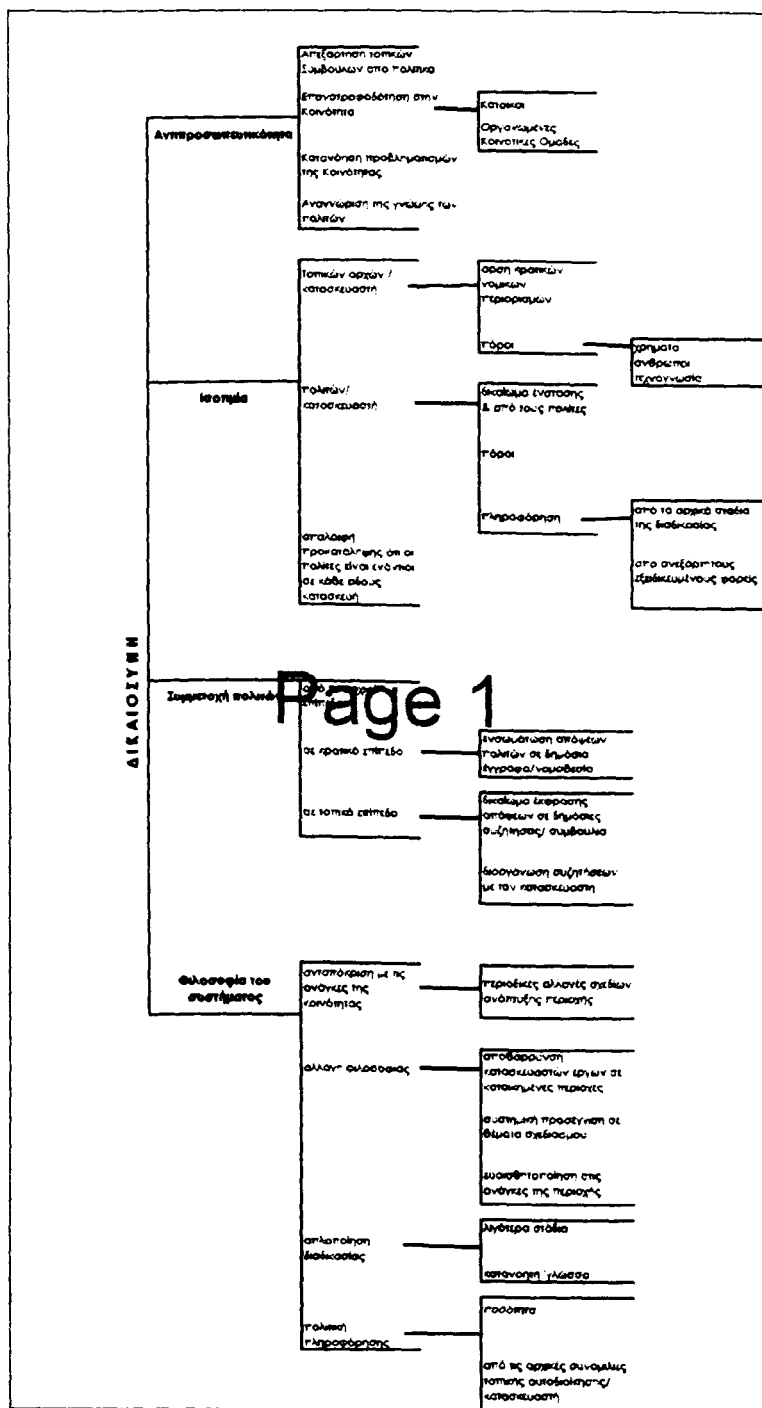 Απεξάρτηση τοπικών
Συμβούλων από πολιτικα
Επανατροφοδότηση στην
Κοινότητα
Κάτοικοι
Οργανωμένες
Κοινοτικές Ομάδες
Αντιπροσωπευτικότητα
Κατανόηση προβληματισμών
της Κοινότητας
Αναγνώριση της γνώμης των
πολιτών
Τοπικών αρχών /
κατασκευαστή
άρση κρατικών
νομικών
περιορισμών
πόροι
χρήματα
άνθρωποι
τεχνογνωσία
Ισοτιμία
πολιτών/
κατασκευαστή
δικαίωμα ένστασης
& από τους πολίτες
πόροι
πληροφόρηση
από τα αρχικά στάδια
της διαδικασίας
από ανεξάρτητους
εξειδικευμένους φορείς
απάλειψη
προκατάληψης ότι οι
πολίτες είναι ενάντιοι
σε κάθε είδους
κατασκευή
ΔΙΚΑΙΟΣΥΝΗ
Συμμετοχή πολιτών
Page 1
σε κρατικό επίπεδο
ενσωμάτωση απόψεων
πολιτών σε δημόσια
έγγραφα/νομοθεσία
σε τοπικό επίπεδο
δικαίωμα έκφρασης
απόψεων σε δημόσιες
συζητήσεις/ συμβούλια
διοργάνωση συζητήσεων
με τον κατασκευαστή
Φιλοσοφία του
συστήματος
ανταπόκριση με τις
ανάγκες της
κοινότητας
περιοδικές αλλαγές σχεδίων
ανάπτυξης περιοχής
αλλαγή φιλοσοφίας
αποθάρρυνση
κατασκευαστών έργων σε
κατοικημένες περιοχές
συστημική προσέγγιση σε
θέματα σχεδιασμού
ευαισθητοποίηση στις
ανάγκες της περιοχής
απλοποίηση
διαδικασίας
λιγότερα στάδια
κατανοητή γλώσσα
πολιτική
πληροφόρησης
ποσότητα
από τις αρχικές συνομιλίες
τοπικής αυτοδιοίκησης/
κατασκευαστή